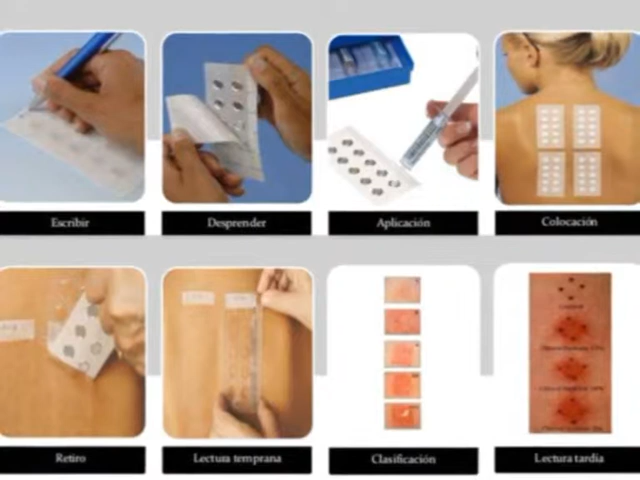 Escribir
Desprender
Aplicación
Colocación
Retiro
Lectura temprana
Clasificación
Lectura tardía